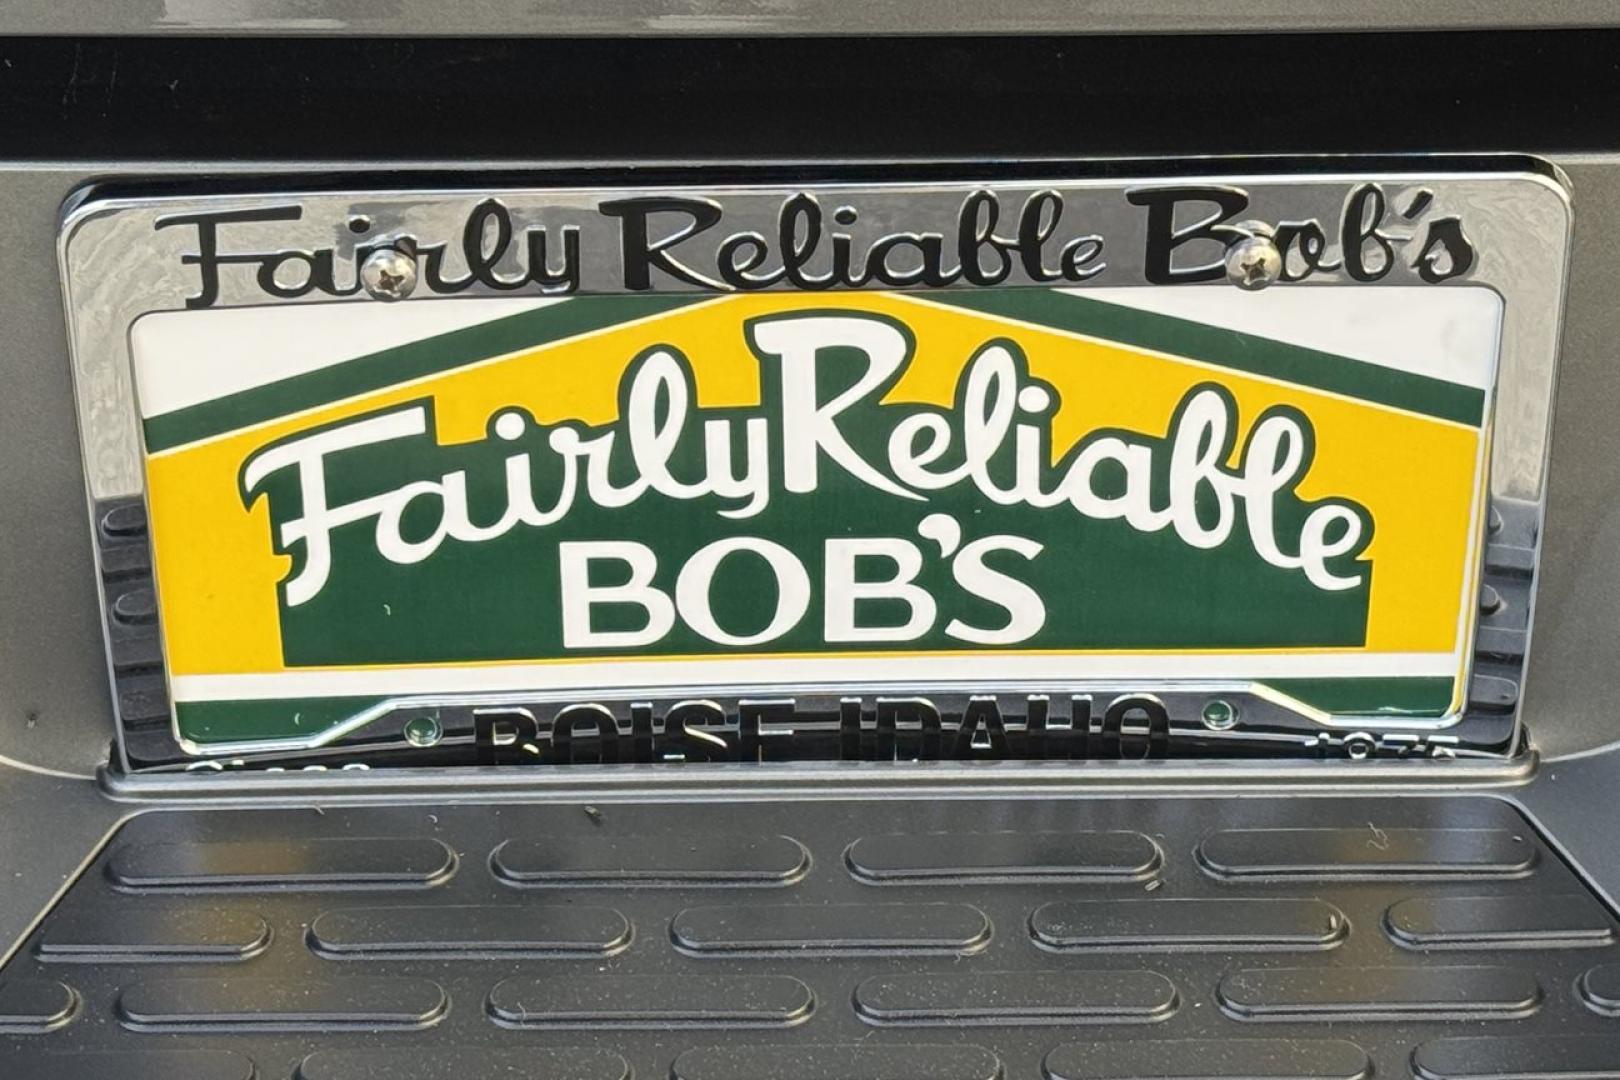 Fairly Reliable Bob's
Fairly Reliable
BOB'S
BOISE IDAHO